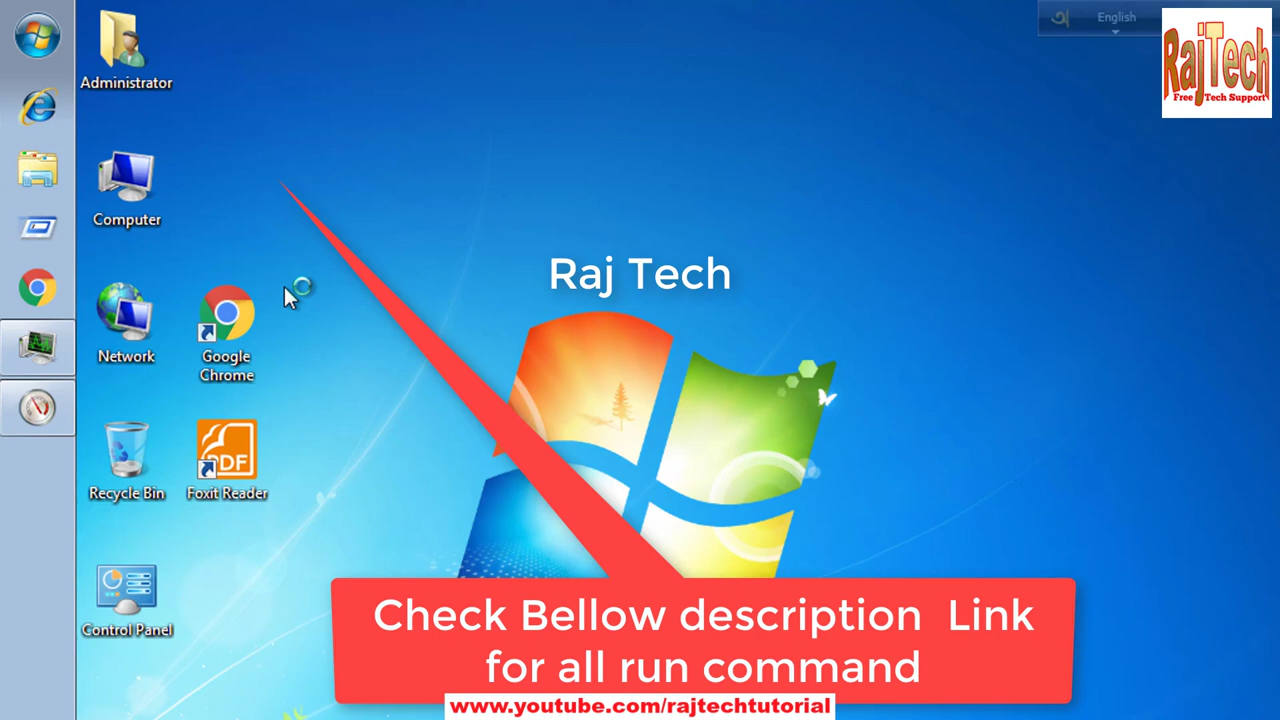 Administrator
English
RajTech
Free Tech Support
Computer
Raj Tech
Network
Google
Chrome
PDF
Recycle Bin
Foxit Reader
Control Panel
Check Bellow description Link
for all run command
www.youtube.com/rajtechtutorial